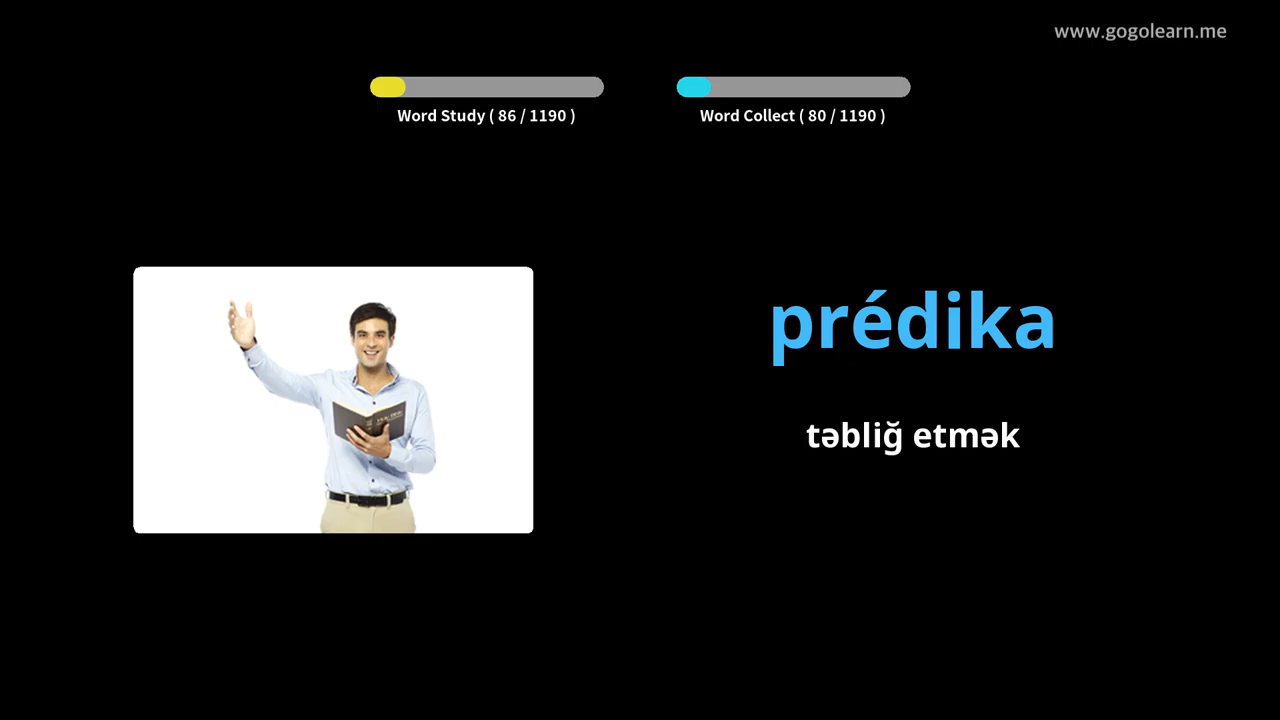 www.gogolearn.me
Word Study ( 86 / 1190 )
Word Collect ( 80 / 1190 )
prédika
təbliğ etmək